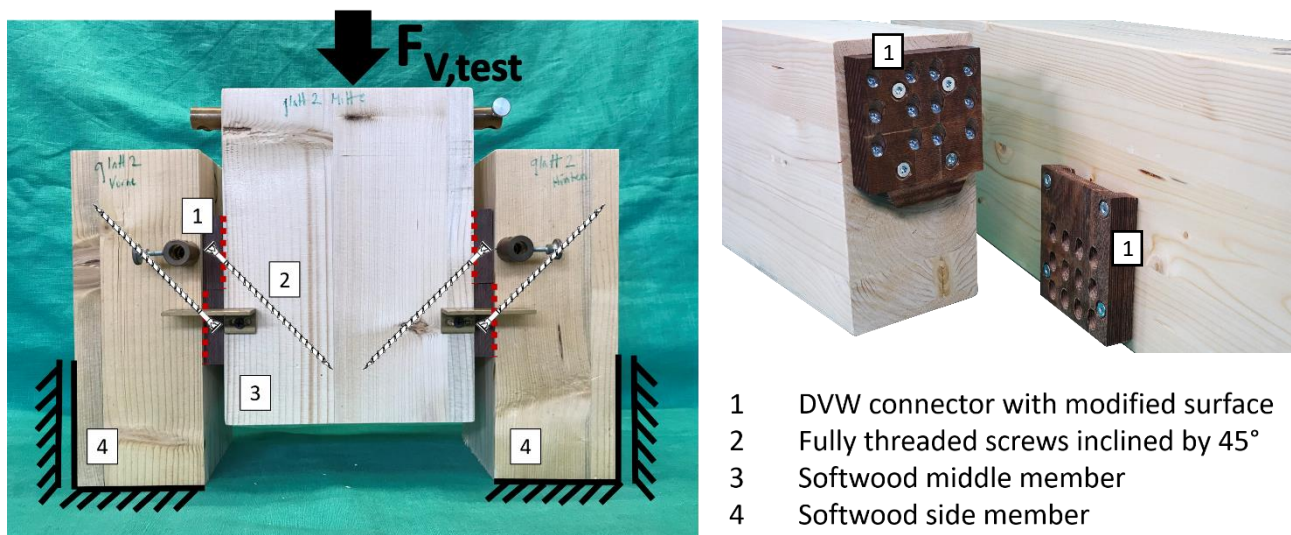 F
V,test
glatt 2 Mitte
glatt 2
Vorne
glatt 2
Hinten
1
2
3
4
4
1
1
1 DVW connector with modified surface
2 Fully threaded screws inclined by 45°
3 Softwood middle member
4 Softwood side member